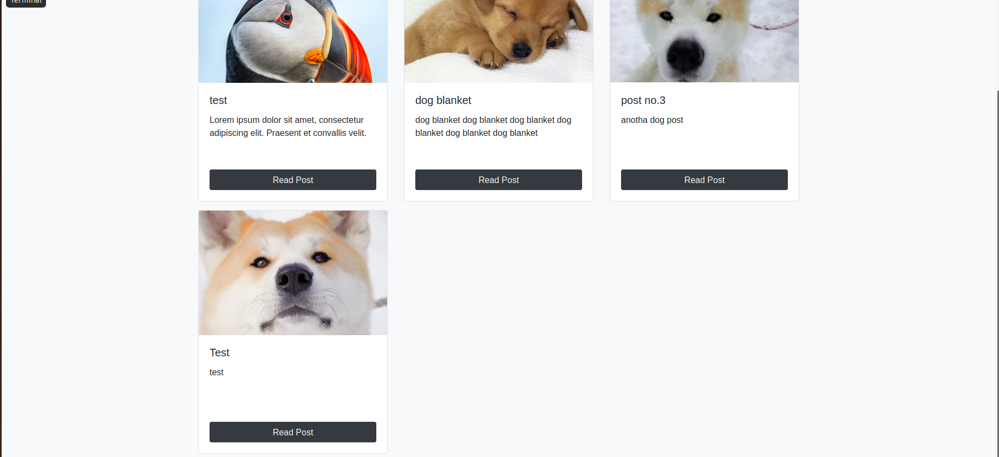 Terminal
test
Lorem ipsum dolor sit amet, consectetur
adipiscing elit. Praesent et convallis velit.
Read Post
dog blanket
dog blanket dog blanket dog blanket dog
blanket dog blanket dog blanket
Read Post
post no.3
anotha dog post
Read Post
Test
test
Read Post